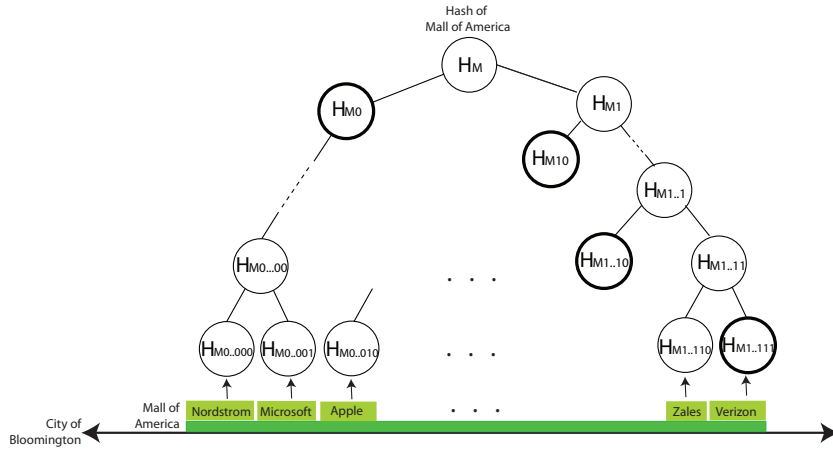 Hash of
Mall of America
HM
HM0
HM1
HM10
HM1..1
HM0...00
HM1..10
HM1..11
. . .
HM0..000
HM0..001
HM0..010
. . .
HM1..110
HM1..111
Mall of
America
Nordstrom
Microsoft
Apple
. . .
Zales
Verizon
City of
Bloomington